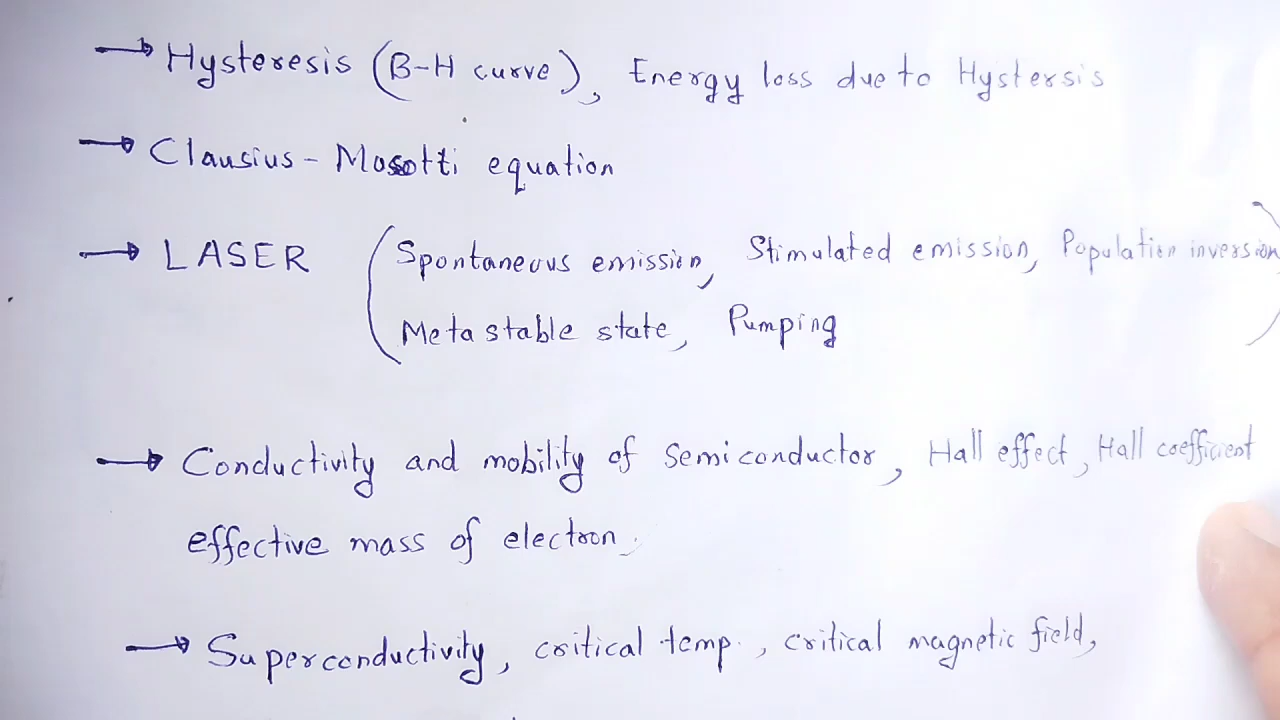 → Hysteresis (B-H curve), Energy loss due to Hystersis
→ Clausius - Mosotti equation
→ LASER (Spontaneous emission, Stimulated emission, Population inversion
Metastable state, Pumping)
→ Conductivity and mobility of semiconductor, Hall effect, Hall coefficient
effective mass of electron.
→ Superconductivity, critical temp., critical magnetic field,